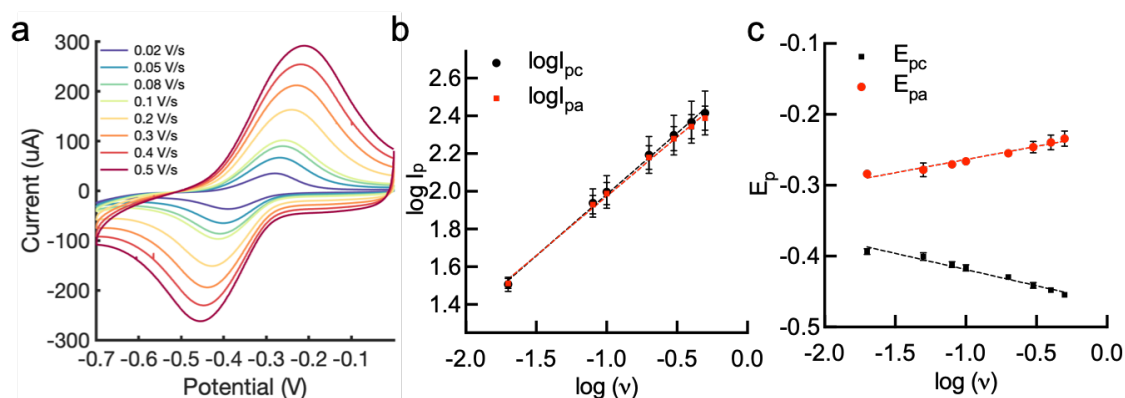 a
300
200
100
0
-100
-200
-300
Current (uA)
0.02 V/s
0.05 V/s
0.08 V/s
0.1 V/s
0.2 V/s
0.3 V/s
0.4 V/s
0.5 V/s
-0.7 -0.6 -0.5 -0.4 -0.3 -0.2 -0.1
Potential (V)
b
logIpc
logIpa
2.6
2.4
2.2
2.0
1.8
1.6
1.4
log Ip
-2.0 -1.5 -1.0 -0.5 0.0
log (ν)
c
Epc
Epa
-0.1
-0.2
-0.3
-0.4
-0.5
Ep
-2.0 -1.5 -1.0 -0.5 0.0
log (ν)